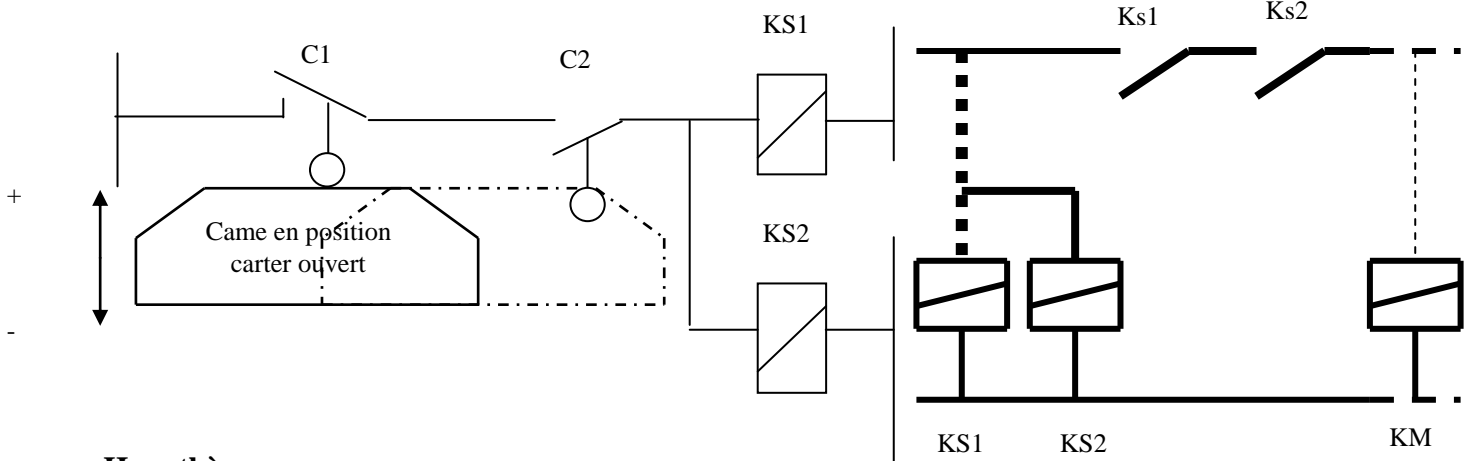 Ks1
Ks2
KS1
C1
C2
+
Came en position
carter ouvert
KS2
-
KS1
KS2
KM